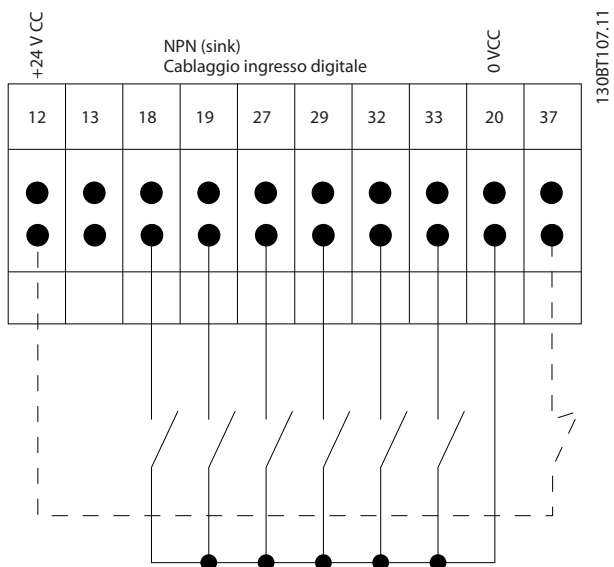 +24 V CC
NPN (sink)
Cablaggio ingresso digitale
0 VCC
130BT107.11
12 13 18 19 27 29 32 33 20 37